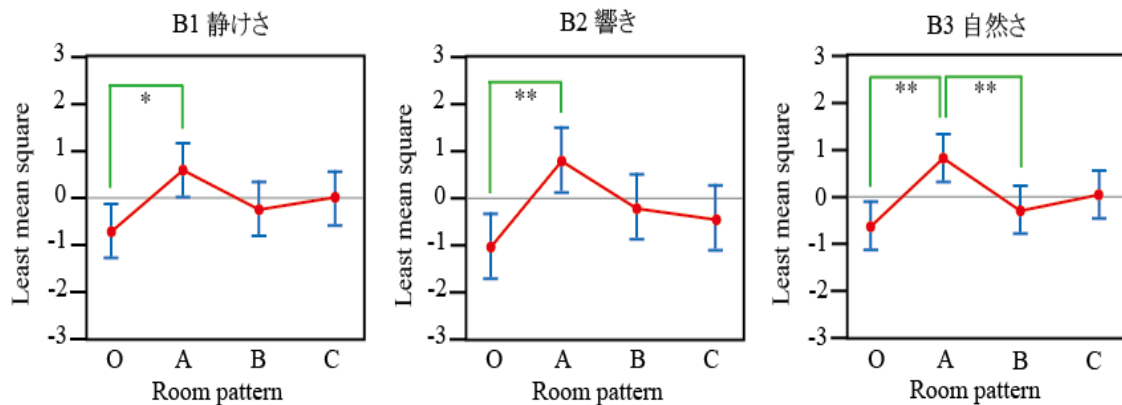 B1 静けさ
3
2
1
0
-1
-2
-3
Least mean square
*
O A B C
Room pattern
B2 響き
3
2
1
0
-1
-2
-3
Least mean square
**
O A B C
Room pattern
B3 自然さ
3
2
1
0
-1
-2
-3
Least mean square
** **
O A B C
Room pattern